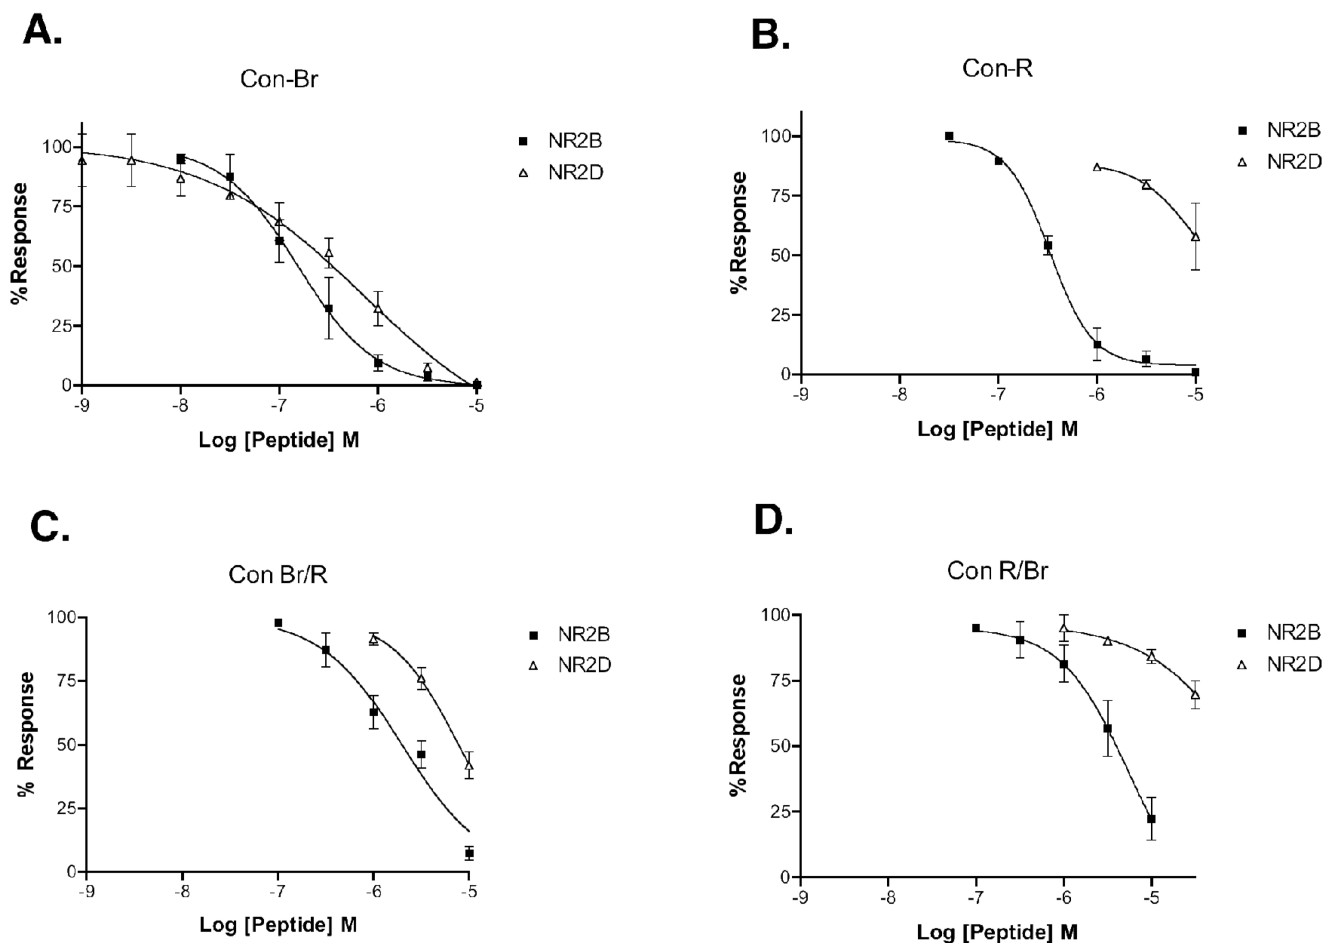 A.
Con-Br
NR2B
NR2D
% Response
100
75
50
25
0
-9
-8
-7
-6
-5
Log [Peptide] M
B.
Con-R
NR2B
NR2D
% Response
100
75
50
25
0
-9
-8
-7
-6
-5
Log [Peptide] M
C.
Con Br/R
NR2B
NR2D
% Response
100
75
50
25
0
-9
-8
-7
-6
-5
Log [Peptide] M
D.
Con R/Br
NR2B
NR2D
% Response
100
75
50
25
0
-9
-8
-7
-6
-5
Log [Peptide] M